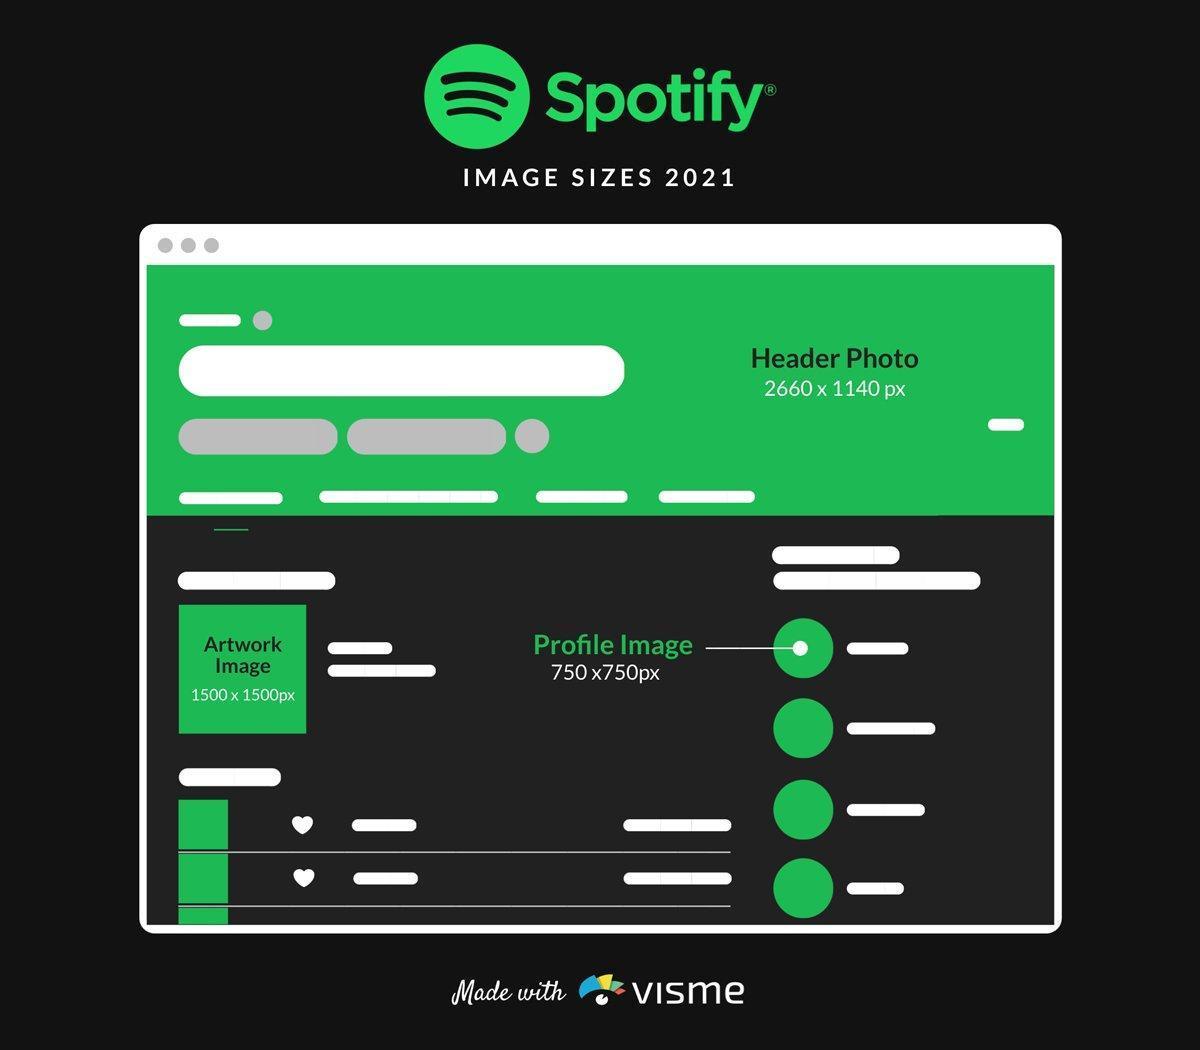 Spotify®
IMAGE SIZES 2021
Header Photo
2660 x 1140 px
Artwork
Image
1500 x 1500px
Profile Image
750 x750px
Made with visme